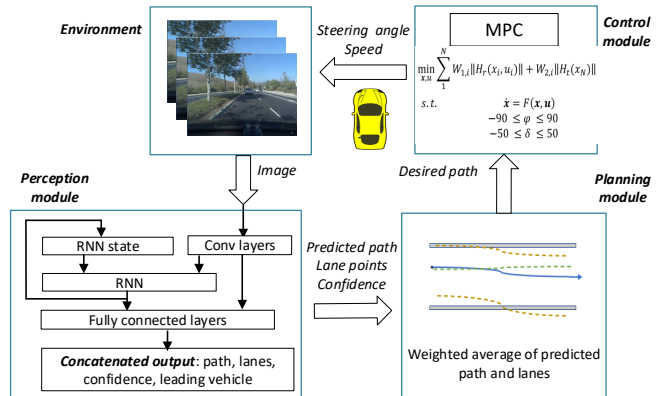 Environment
Steering angle
Speed
MPC
Control
module
min x,u ∑ 1 N W1,i‖Hr(xi, ui)‖ + W2,i‖Ht(xN)‖
s.t. ẋ = F(x, u)
−90 ≤ φ ≤ 90
−50 ≤ δ ≤ 50
Perception
module
Image
Desired path
Planning
module
RNN state
Conv layers
RNN
Fully connected layers
Concatenated output: path, lanes,
confidence, leading vehicle
Predicted path
Lane points
Confidence
Weighted average of predicted
path and lanes